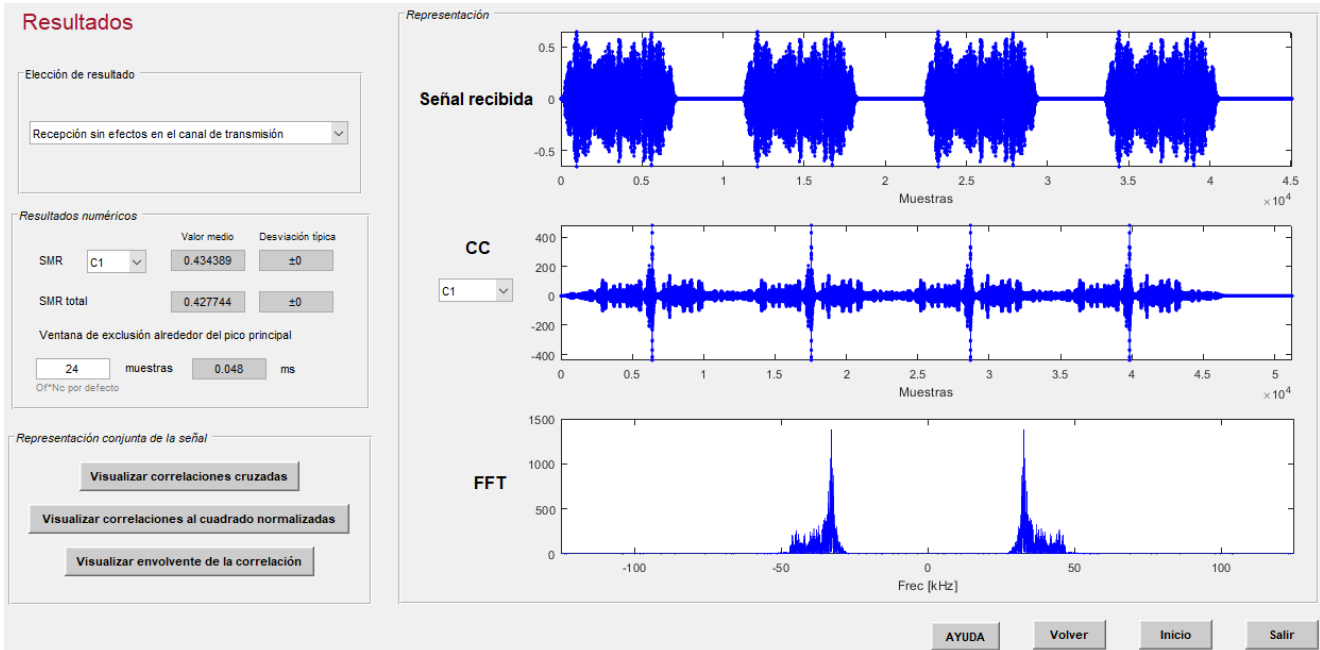 Resultados
Elección de resultado
Recepción sin efectos en el canal de transmisión
Resultados numéricos
Valor medio Desviación típica
SMR C1 0.434389 ±0
SMR total 0.427744 ±0
Ventana de exclusión alrededor del pico principal
24 muestras 0.048 ms
Of*Nc por defecto
Representación conjunta de la señal
Visualizar correlaciones cruzadas
Visualizar correlaciones al cuadrado normalizadas
Visualizar envolvente de la correlación
Representación
Señal recibida
0.5
0
-0.5
0 0.5 1 1.5 2 2.5 3 3.5 4 4.5
Muestras
×10^4
CC
C1
400
200
0
-200
-400
0 0.5 1 1.5 2 2.5 3 3.5 4 4.5 5
Muestras
×10^4
FFT
1500
1000
500
0
-100 -50 0 50 100
Frec [kHz]
AYUDA Volver Inicio Salir